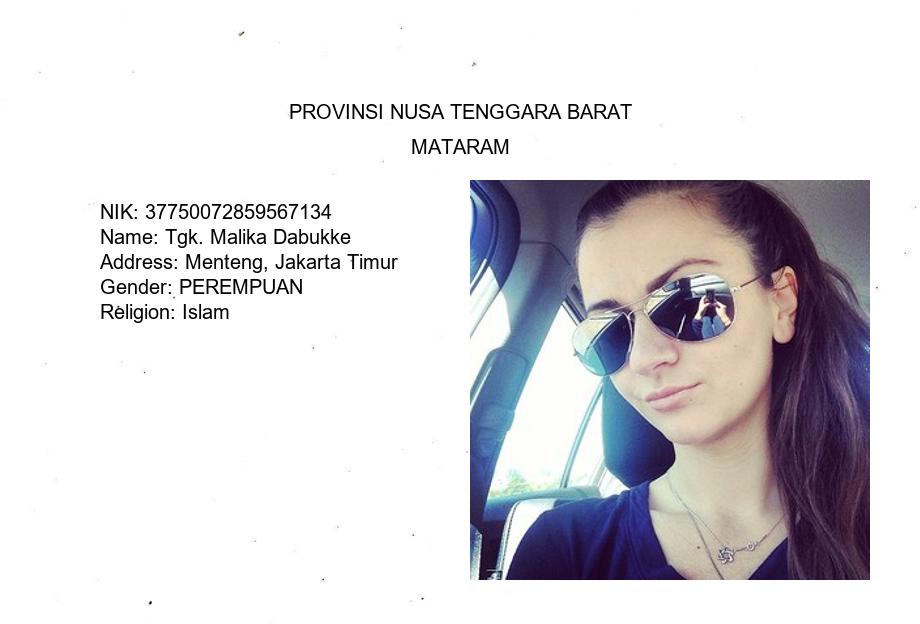 PROVINSI NUSA TENGGARA BARAT
MATARAM
NIK: 37750072859567134
Name: Tgk. Malika Dabukke
Address: Menteng, Jakarta Timur
Gender: PEREMPUAN
Religion: Islam